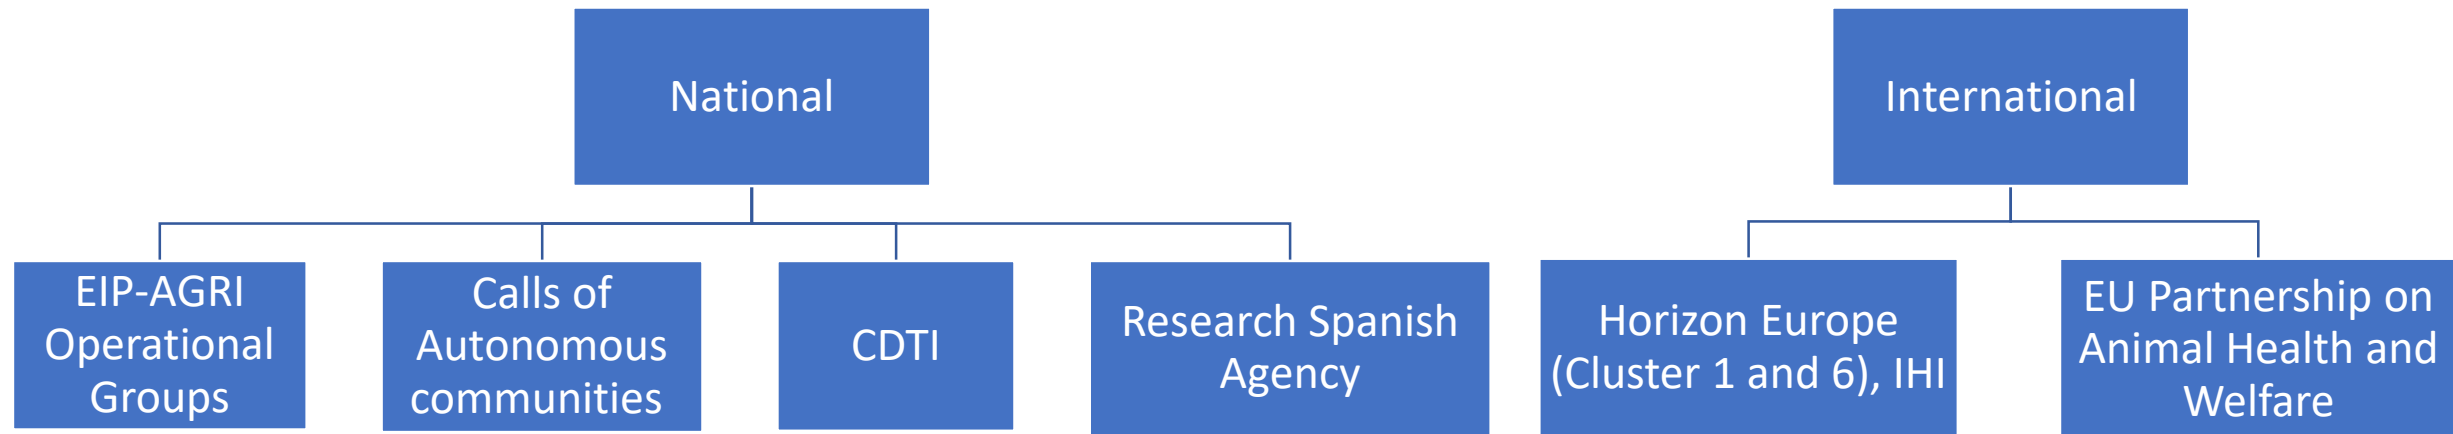 National
International
EIP-AGRI
Operational
Groups
Calls of
Autonomous
communities
CDTI
Research Spanish
Agency
Horizon Europe
(Cluster 1 and 6), IHI
EU Partnership on
Animal Health and
Welfare